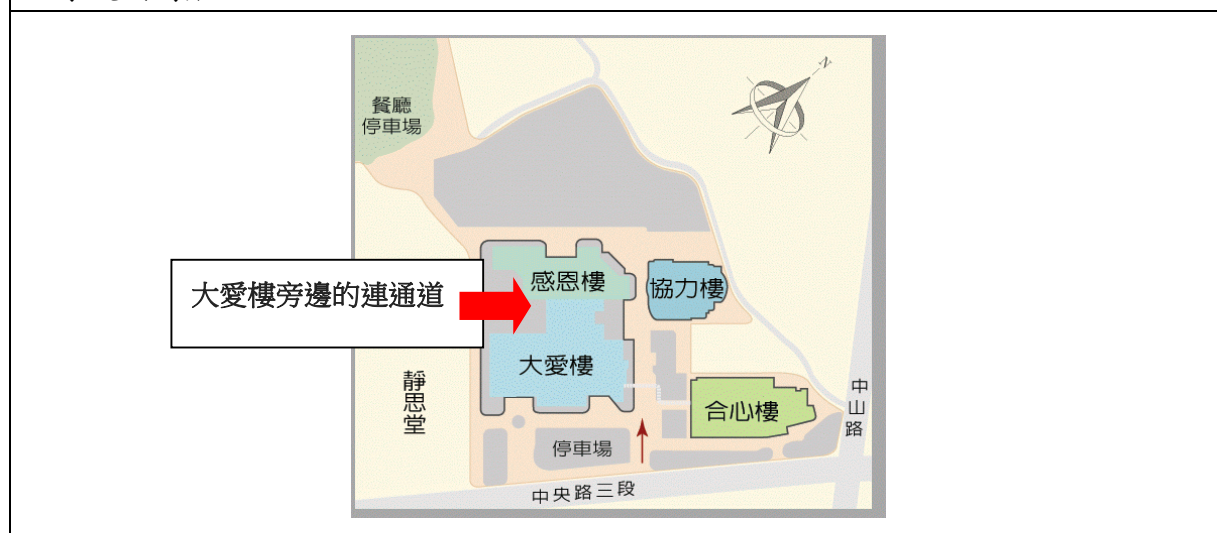 N
餐廳
停車場
感恩樓
協力樓
大愛樓旁邊的連通道
大愛樓
靜思堂
合心樓
中山路
停車場
中央路三段